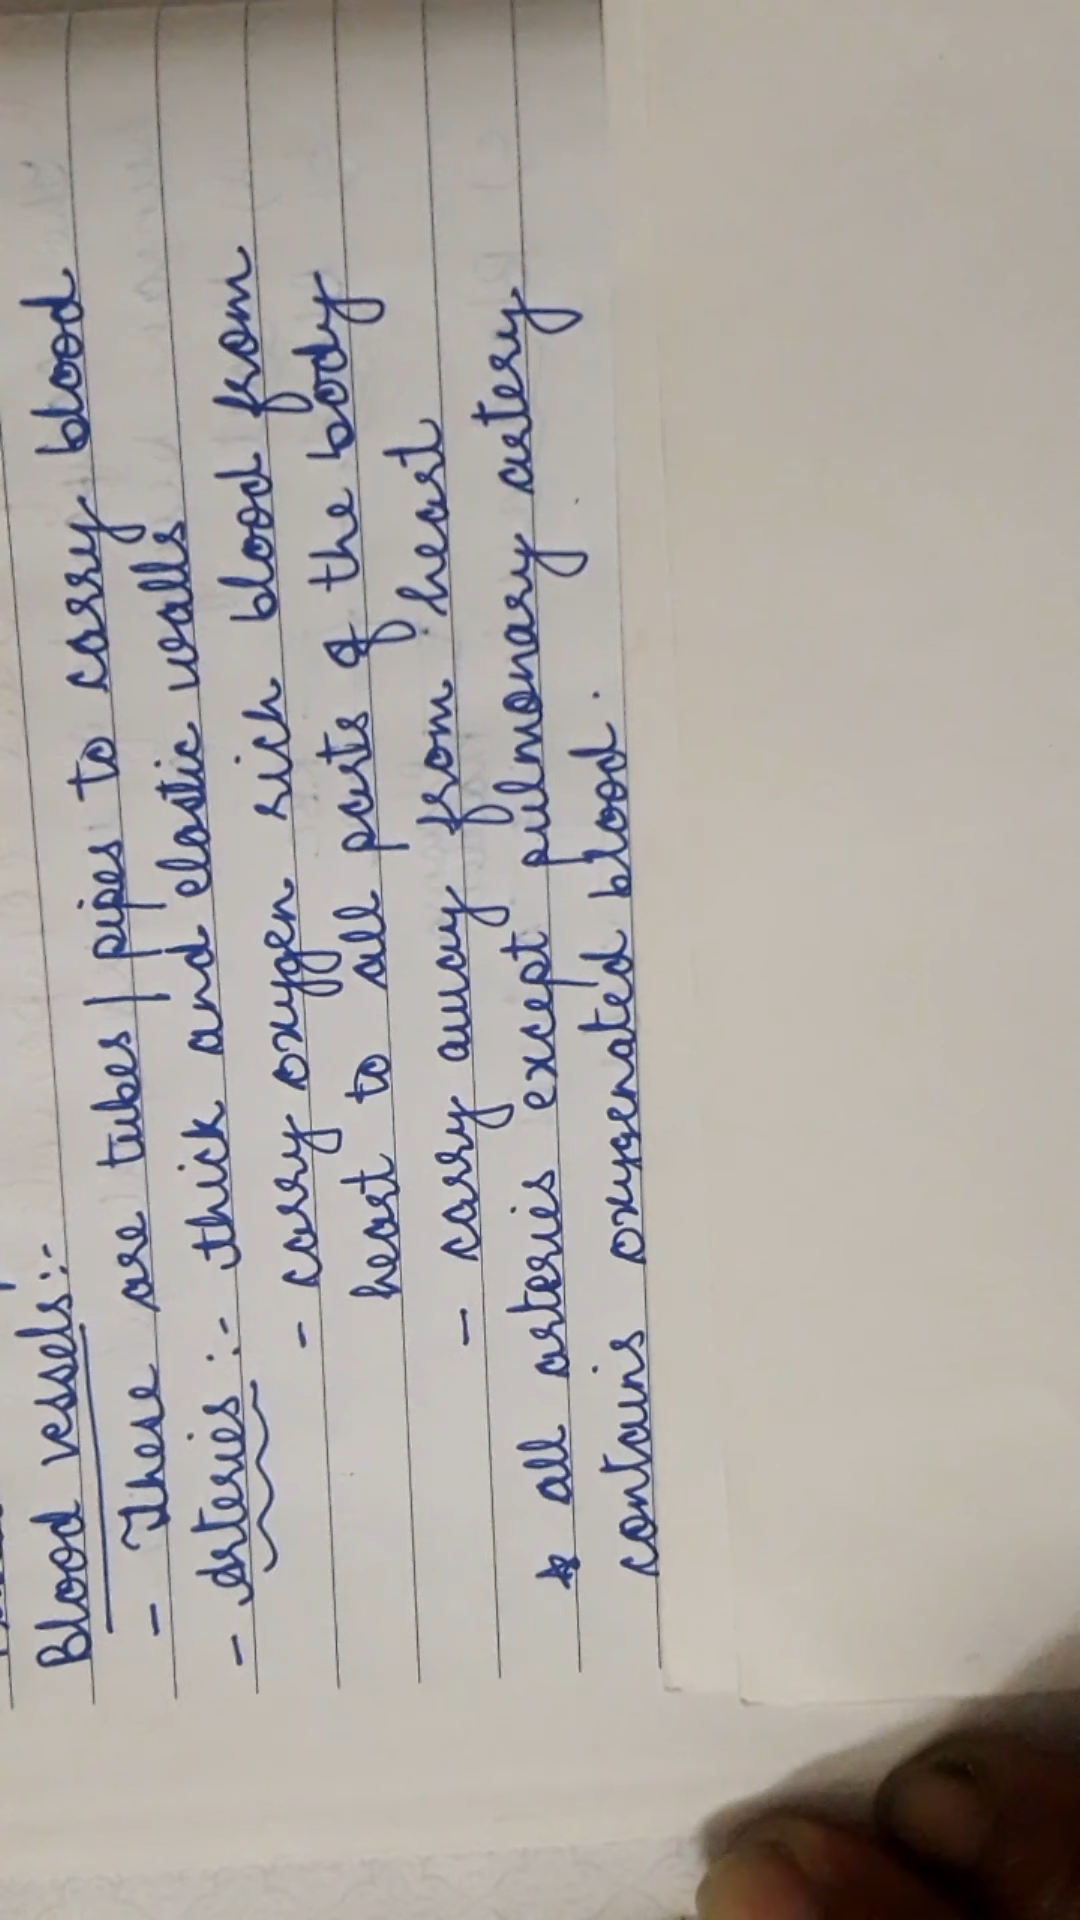 Blood vessels:-
- These are tubes | pipes to carry blood
- Arteries :- thick and elastic walls
- carry oxygen rich blood from
heart to all parts of the body
- carry away from heart
* all arteries except pulmonary artery
contains oxygenated blood.